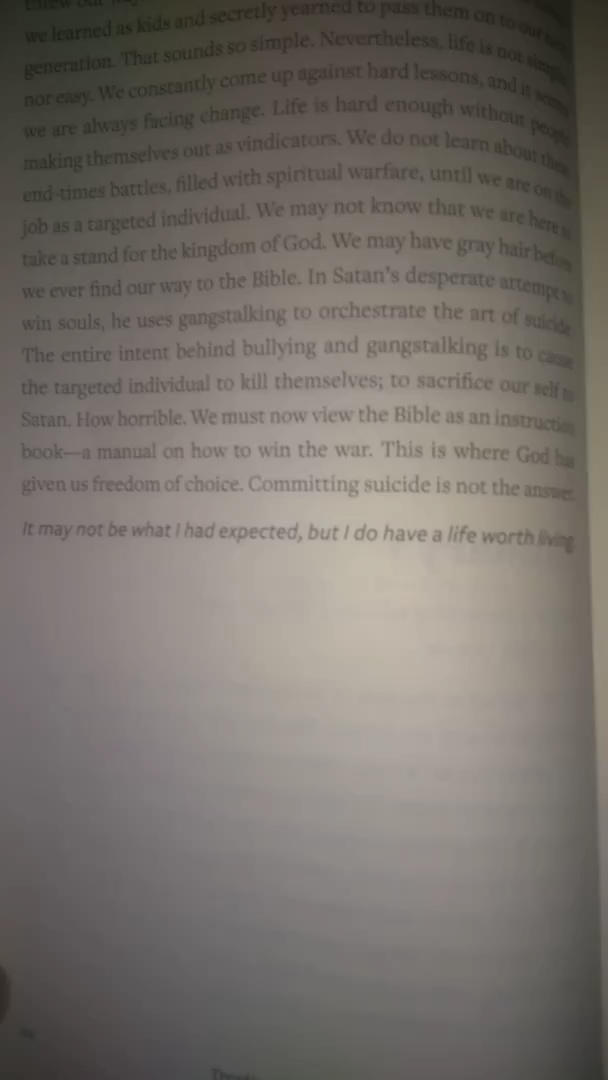 we learned as kids and secretly yearned to pass them on to our
generation. That sounds so simple. Nevertheless, life is not simple
nor easy. We constantly come up against hard lessons, and it seems
we are always facing change. Life is hard enough without people
making themselves out as vindicators. We do not learn about these
end-times battles, filled with spiritual warfare, until we are on the
job as a targeted individual. We may not know that we are here to
take a stand for the kingdom of God. We may have gray hair before
we ever find our way to the Bible. In Satan's desperate attempt to
win souls, he uses gangstalking to orchestrate the art of suicide.
The entire intent behind bullying and gangstalking is to cause
the targeted individual to kill themselves; to sacrifice our self to
Satan. How horrible. We must now view the Bible as an instruction
book—a manual on how to win the war. This is where God has
given us freedom of choice. Committing suicide is not the answer.
It may not be what I had expected, but I do have a life worth living.